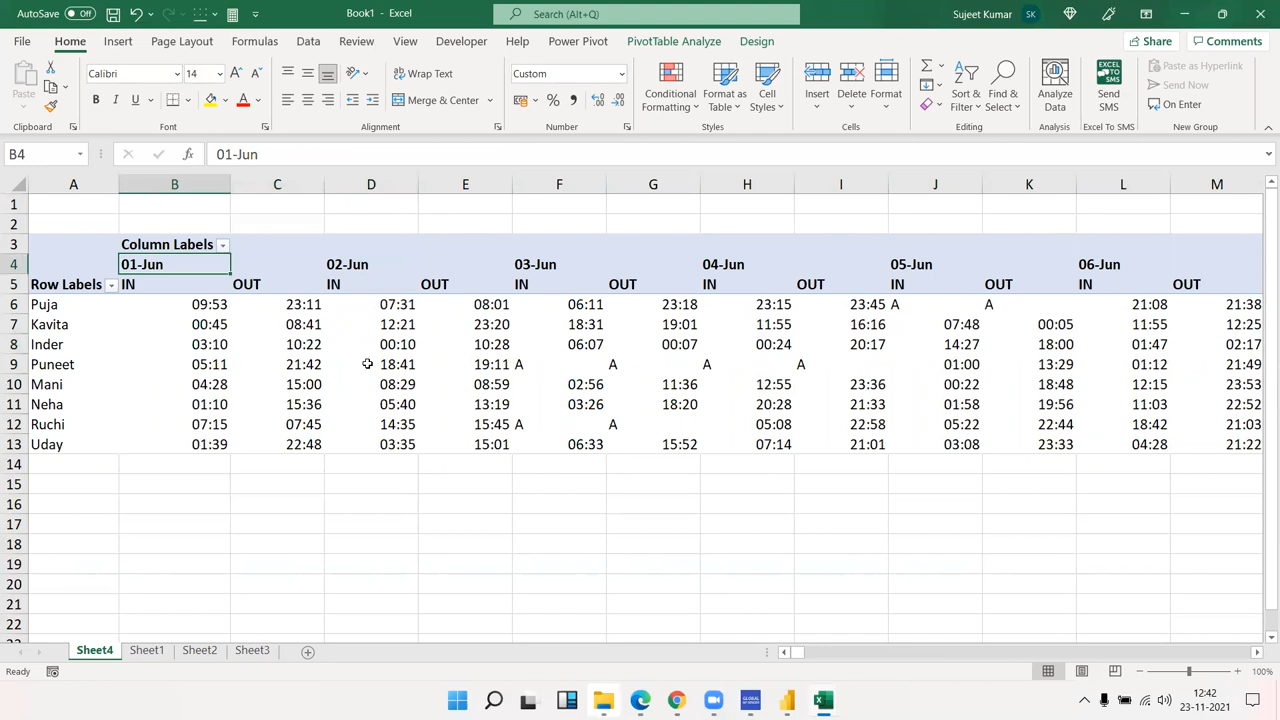 AutoSave Off Book1 - Excel Search (Alt+Q) Sujeet Kumar SK
File Home Insert Page Layout Formulas Data Review View Developer Help Power Pivot PivotTable Analyze Design Share Comments
Paste Calibri 14 Wrap Text Custom Conditional Formatting Format as Table Cell Styles Insert Delete Format Sort & Filter Find & Select Analyze Data Send SMS Paste as Hyperlink
B I U Merge & Center Send Now
On Enter
Clipboard Font Alignment Number Styles Cells Editing Analysis Excel To SMS New Group
B4 fx 01-Jun
A B C D E F G H I J K L M
1
2
3 Column Labels
4 01-Jun 02-Jun 03-Jun 04-Jun 05-Jun 06-Jun
5 Row Labels IN OUT IN OUT IN OUT IN OUT IN OUT IN OUT
6 Puja 09:53 23:11 07:31 08:01 06:11 23:18 23:15 23:45 A A 21:08 21:38
7 Kavita 00:45 08:41 12:21 23:20 18:31 19:01 11:55 16:16 07:48 00:05 11:55 12:25
8 Inder 03:10 10:22 00:10 10:28 06:07 00:07 00:24 20:17 14:27 18:00 01:47 02:17
9 Puneet 05:11 21:42 18:41 19:11 A A A A 01:00 13:29 01:12 21:49
10 Mani 04:28 15:00 08:29 08:59 02:56 11:36 12:55 23:36 00:22 18:48 12:15 23:53
11 Neha 01:10 15:36 05:40 13:19 03:26 18:20 20:28 21:33 01:58 19:56 11:03 22:52
12 Ruchi 07:15 07:45 14:35 15:45 A A 05:08 22:58 05:22 22:44 18:42 21:03
13 Uday 01:39 22:48 03:35 15:01 06:33 15:52 07:14 21:01 03:08 23:33 04:28 21:22
14
15
16
17
18
19
20
21
22
Sheet4 Sheet1 Sheet2 Sheet3
Ready 100%
12:42
23-11-2021